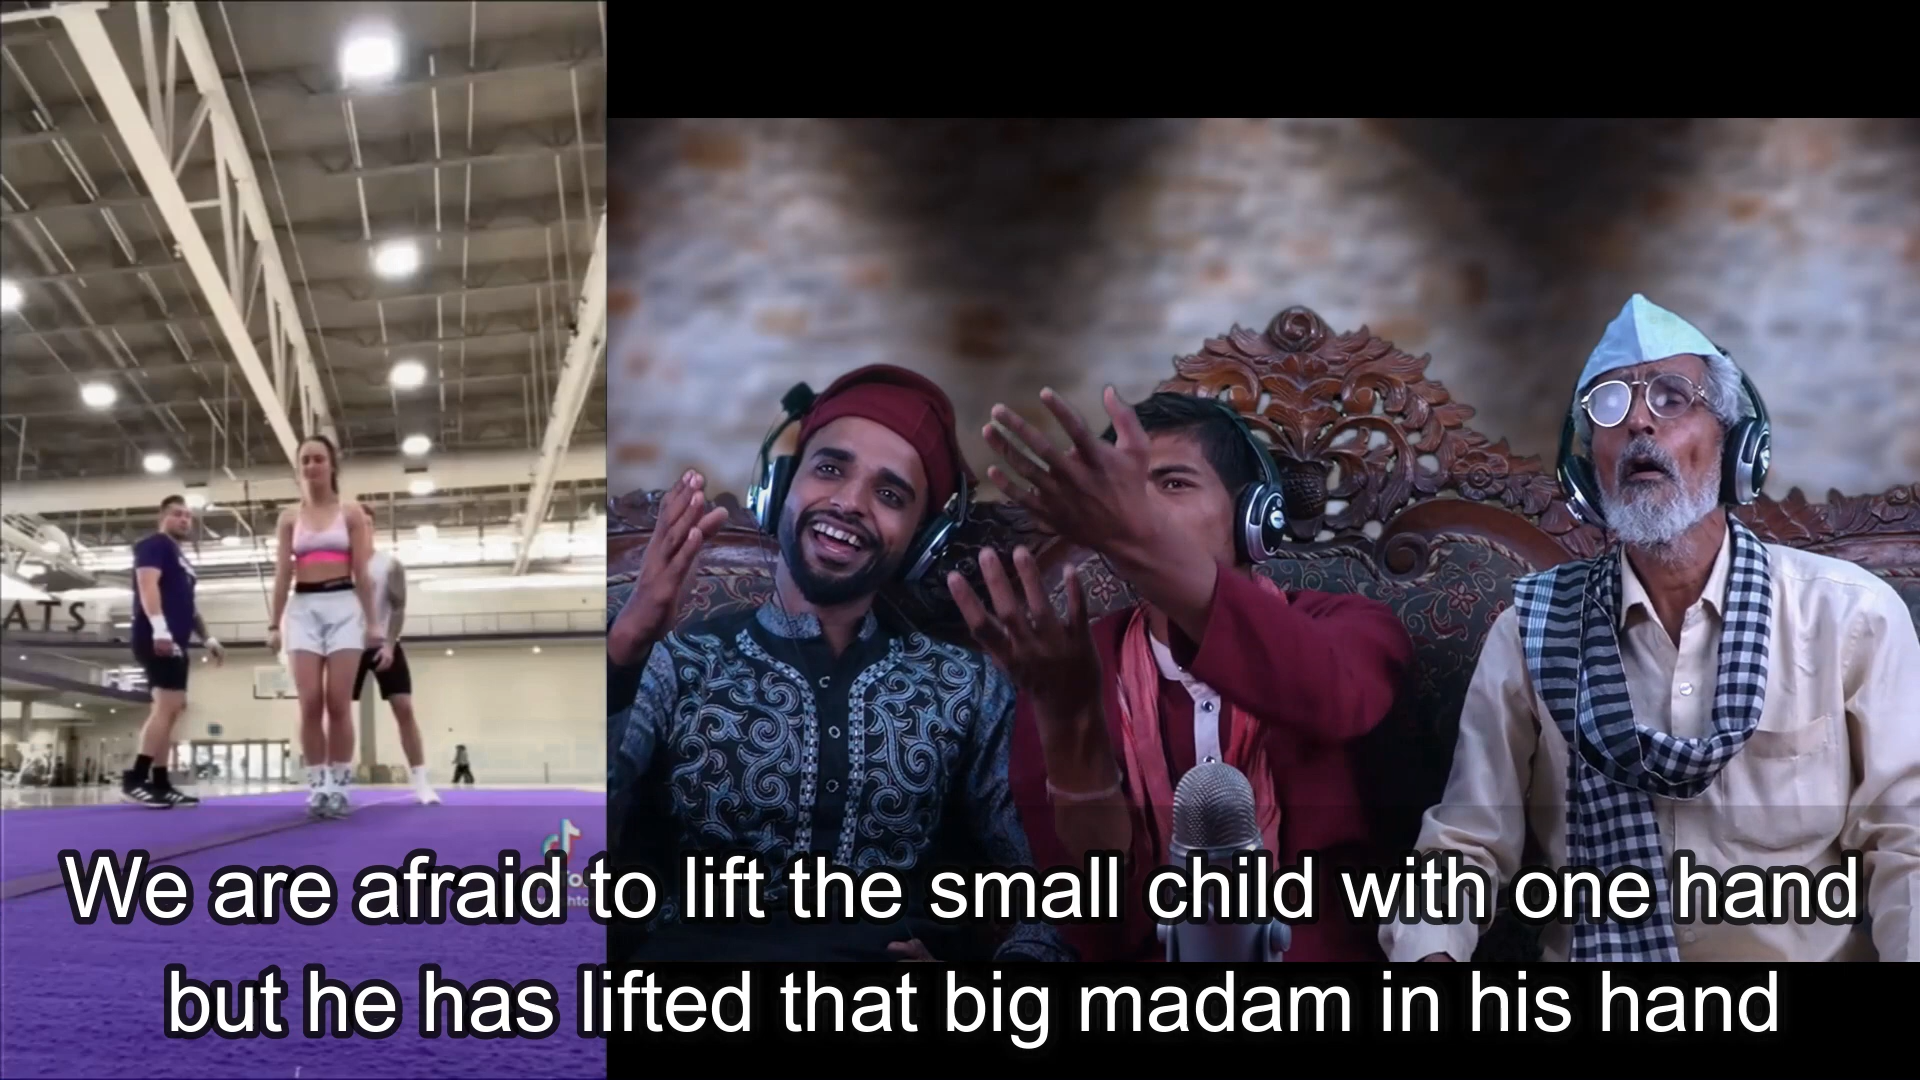 ATS
We are afraid to lift the small child with one hand
but he has lifted that big madam in his hand